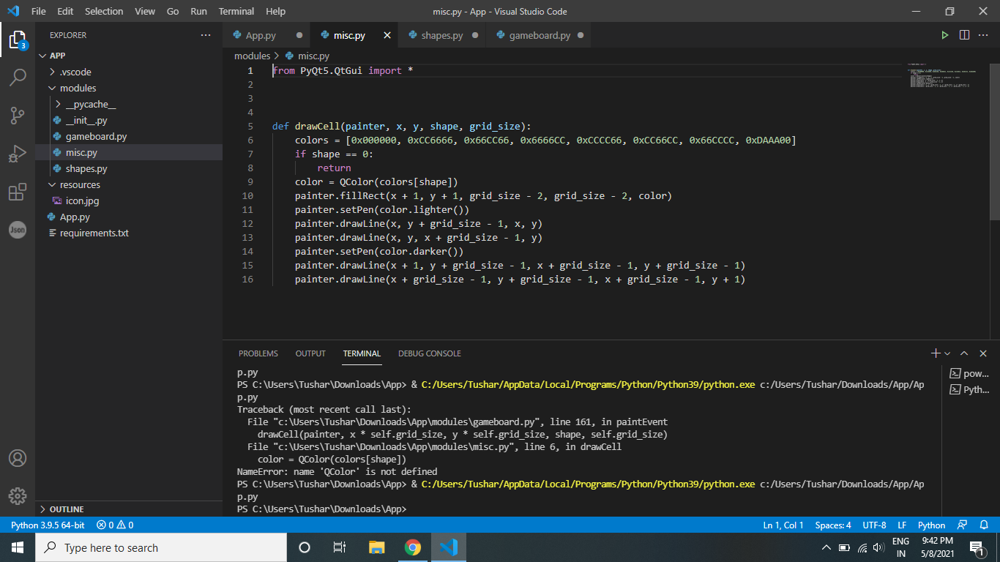 File Edit Selection View Go Run Terminal Help misc.py - App - Visual Studio Code
EXPLORER
APP
.vscode
modules
__pycache__
__init__.py
gameboard.py
misc.py
shapes.py
resources
icon.jpg
App.py
requirements.txt
OUTLINE
3
Json
App.py misc.py shapes.py gameboard.py
modules > misc.py
1 from PyQt5.QtGui import *
2
3
4
5 def drawCell(painter, x, y, shape, grid_size):
6 colors = [0x000000, 0xCC6666, 0x66CC66, 0x6666CC, 0xCCCC66, 0xCC66CC, 0x66CCCC, 0xDAAA00]
7 if shape == 0:
8 return
9 color = QColor(colors[shape])
10 painter.fillRect(x + 1, y + 1, grid_size - 2, grid_size - 2, color)
11 painter.setPen(color.lighter())
12 painter.drawLine(x, y + grid_size - 1, x, y)
13 painter.drawLine(x, y, x + grid_size - 1, y)
14 painter.setPen(color.darker())
15 painter.drawLine(x + 1, y + grid_size - 1, x + grid_size - 1, y + grid_size - 1)
16 painter.drawLine(x + grid_size - 1, y + grid_size - 1, x + grid_size - 1, y + 1)
PROBLEMS OUTPUT TERMINAL DEBUG CONSOLE
p.py
PS C:\Users\Tushar\Downloads\App> & C:/Users/Tushar/AppData/Local/Programs/Python/Python39/python.exe c:/Users/Tushar/Downloads/App/Ap
p.py
Traceback (most recent call last):
File "c:\Users\Tushar\Downloads\App\modules\gameboard.py", line 161, in paintEvent
drawCell(painter, x * self.grid_size, y * self.grid_size, shape, self.grid_size)
File "c:\Users\Tushar\Downloads\App\modules\misc.py", line 6, in drawCell
color = QColor(colors[shape])
NameError: name 'QColor' is not defined
PS C:\Users\Tushar\Downloads\App> & C:/Users/Tushar/AppData/Local/Programs/Python/Python39/python.exe c:/Users/Tushar/Downloads/App/Ap
p.py
PS C:\Users\Tushar\Downloads\App>
pow...
Pyth...
Python 3.9.5 64-bit 0 0 Ln 1, Col 1 Spaces: 4 UTF-8 LF Python
Type here to search
ENG
IN
9:42 PM
5/8/2021
1